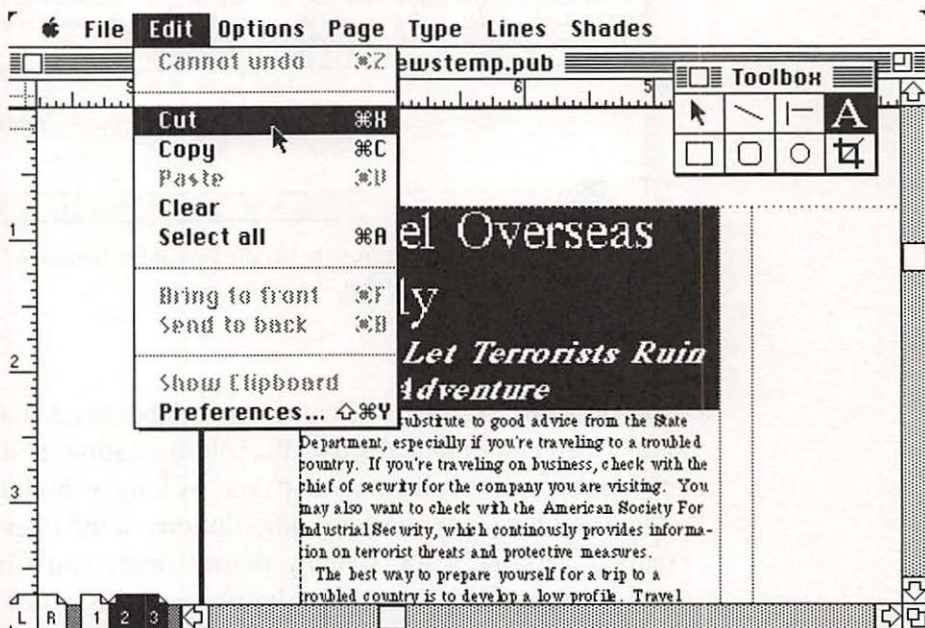 File Edit Options Page Type Lines Shades
ewstemp.pub
Toolbox
A
Cannot undo ⌘Z
Cut ⌘X
Copy ⌘C
Paste ⌘V
Clear
Select all ⌘A
Bring to front ⌘F
Send to back ⌘B
Show Clipboard
Preferences... ⇧⌘Y
6
5
1
2
3
el Overseas
ly
Let Terrorists Ruin
Adventure
ubstitute to good advice from the State
Department, especially if you're traveling to a troubled
country. If you're traveling on business, check with the
chief of security for the company you are visiting. You
may also want to check with the American Society For
Industrial Security, which continously provides informa-
tion on terrorist threats and protective measures.
The best way to prepare yourself for a trip to a
troubled country is to develop a low profile. Travel
L R 1 2 3